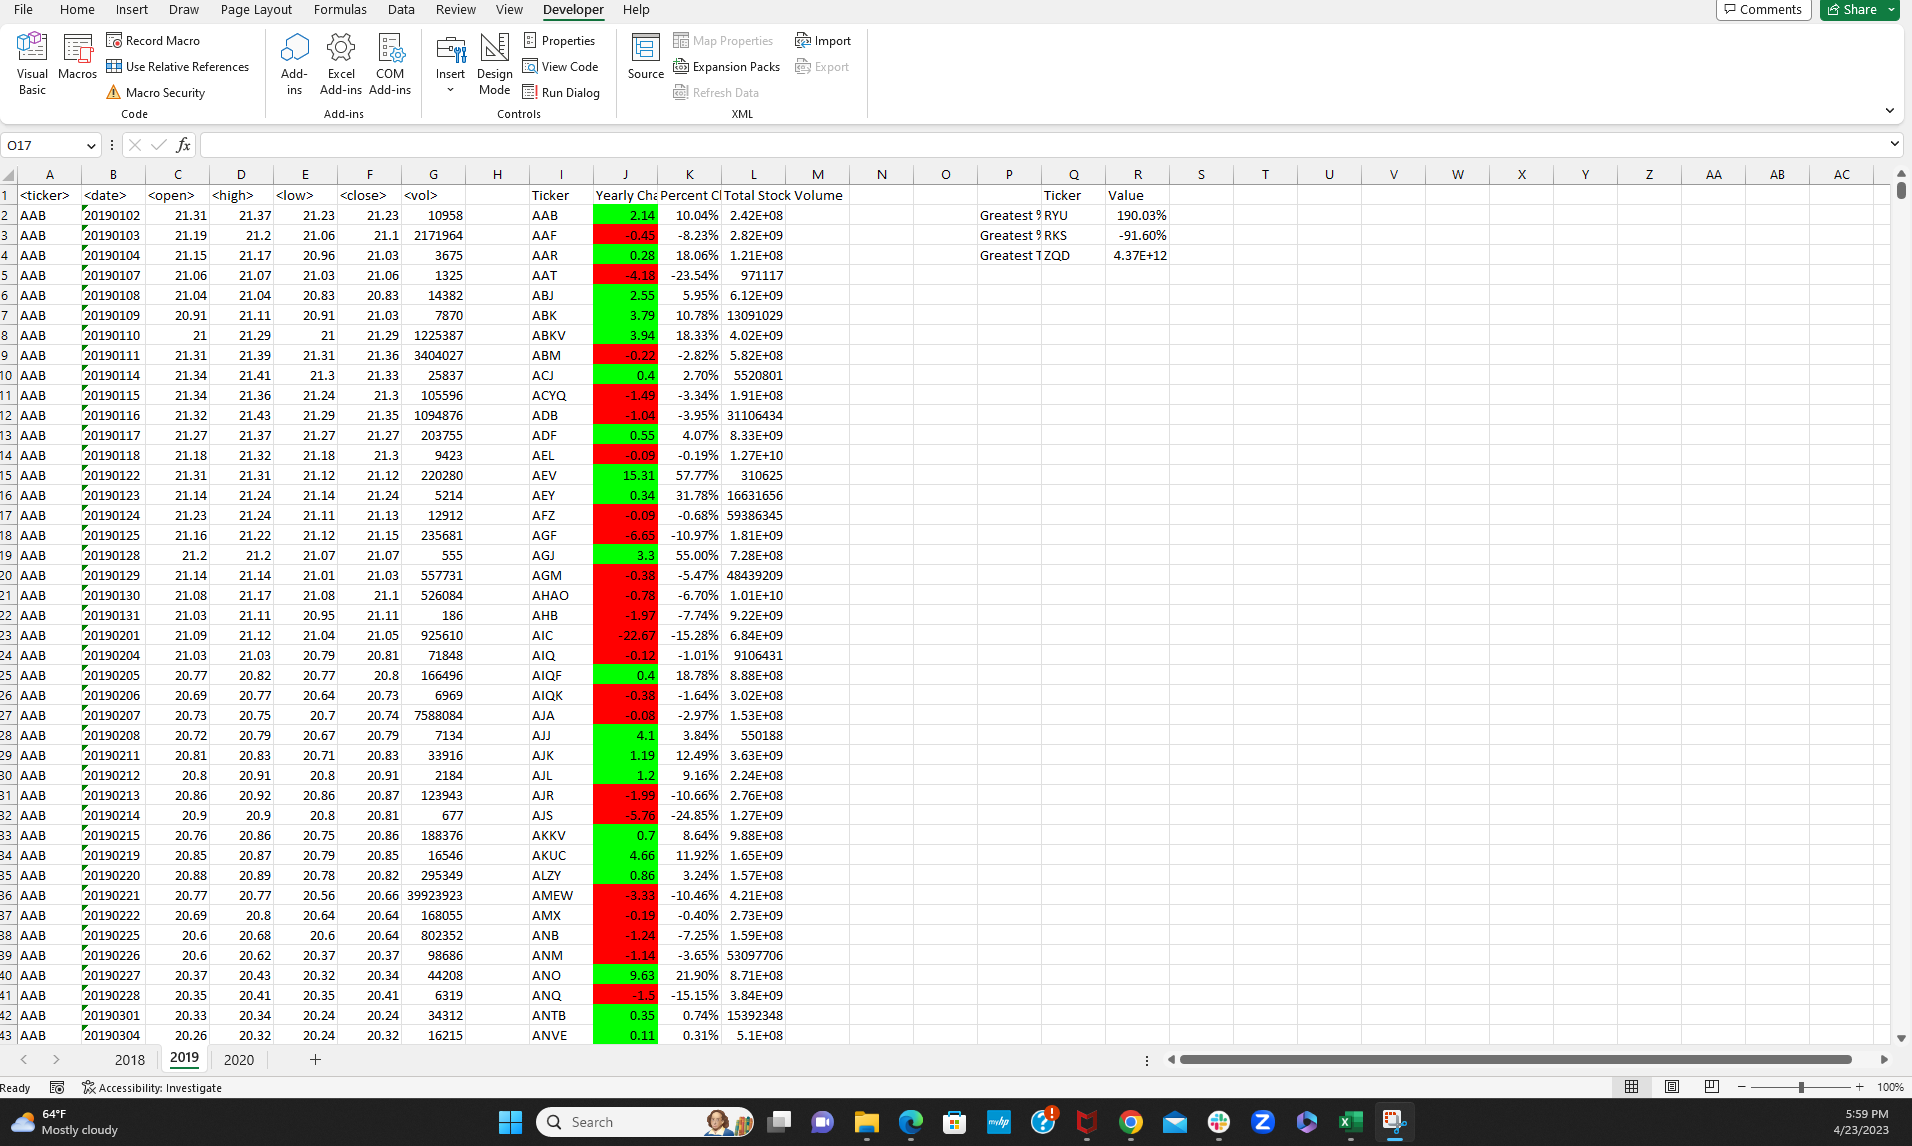 File Home Insert Draw Page Layout Formulas Data Review View Developer Help Comments Share
Visual Basic Macros Record Macro Use Relative References Macro Security Code
Add-ins Excel Add-ins COM Add-ins Add-ins
Insert Design Mode Properties View Code Run Dialog Controls
Source Map Properties Expansion Packs Refresh Data Import Export XML
O17 fx
A B C D E F G H I J K L M N O P Q R S T U V W X Y Z AA AB AC
1 <ticker> <date> <open> <high> <low> <close> <vol> Ticker Yearly Cha Percent Cl Total Stock Volume Ticker Value
2 AAB 20190102 21.31 21.37 21.23 21.23 10958 AAB 2.14 10.04% 2.42E+08 Greatest % RYU 190.03%
3 AAB 20190103 21.19 21.2 21.06 21.1 2171964 AAF -0.45 -8.23% 2.82E+09 Greatest % RKS -91.60%
4 AAB 20190104 21.15 21.17 20.96 21.03 3675 AAR 0.28 18.06% 1.21E+08 Greatest T ZQD 4.37E+12
5 AAB 20190107 21.06 21.07 21.03 21.06 1325 AAT -4.18 -23.54% 971117
6 AAB 20190108 21.04 21.04 20.83 20.83 14382 ABJ 2.55 5.95% 6.12E+09
7 AAB 20190109 20.91 21.11 20.91 21.03 7870 ABK 3.79 10.78% 13091029
8 AAB 20190110 21 21.29 21 21.29 1225387 ABKV 3.94 18.33% 4.02E+09
9 AAB 20190111 21.31 21.39 21.31 21.36 3404027 ABM -0.22 -2.82% 5.82E+08
10 AAB 20190114 21.34 21.41 21.3 21.33 25837 ACJ 0.4 2.70% 5520801
11 AAB 20190115 21.34 21.36 21.24 21.3 105596 ACYQ -1.49 -3.34% 1.91E+08
12 AAB 20190116 21.32 21.43 21.29 21.35 1094876 ADB -1.04 -3.95% 31106434
13 AAB 20190117 21.27 21.37 21.27 21.27 203755 ADF 0.55 4.07% 8.33E+09
14 AAB 20190118 21.18 21.32 21.18 21.3 9423 AEL -0.09 -0.19% 1.27E+10
15 AAB 20190122 21.31 21.31 21.12 21.12 220280 AEV 15.31 57.77% 310625
16 AAB 20190123 21.14 21.24 21.14 21.24 5214 AEY 0.34 31.78% 16631656
17 AAB 20190124 21.23 21.24 21.11 21.13 12912 AFZ -0.09 -0.68% 59386345
18 AAB 20190125 21.16 21.22 21.12 21.15 235681 AGF -6.65 -10.97% 1.81E+09
19 AAB 20190128 21.2 21.2 21.07 21.07 555 AGJ 3.3 55.00% 7.28E+08
20 AAB 20190129 21.14 21.14 21.01 21.03 557731 AGM -0.38 -5.47% 48439209
21 AAB 20190130 21.08 21.17 21.08 21.1 526084 AHAO -0.78 -6.70% 1.01E+10
22 AAB 20190131 21.03 21.11 20.95 21.11 186 AHB -1.97 -7.74% 9.22E+09
23 AAB 20190201 21.09 21.12 21.04 21.05 925610 AIC -22.67 -15.28% 6.84E+09
24 AAB 20190204 21.03 21.03 20.79 20.81 71848 AIQ -0.12 -1.01% 9106431
25 AAB 20190205 20.77 20.82 20.77 20.8 166496 AIQF 0.4 18.78% 8.88E+08
26 AAB 20190206 20.69 20.77 20.64 20.73 6969 AIQK -0.38 -1.64% 3.02E+08
27 AAB 20190207 20.73 20.75 20.7 20.74 7588084 AJA -0.08 -2.97% 1.53E+08
28 AAB 20190208 20.72 20.79 20.67 20.79 7134 AJJ 4.1 3.84% 550188
29 AAB 20190211 20.81 20.83 20.71 20.83 33916 AJK 1.19 12.49% 3.63E+09
30 AAB 20190212 20.8 20.91 20.8 20.91 2184 AJL 1.2 9.16% 2.24E+08
31 AAB 20190213 20.86 20.92 20.86 20.87 123943 AJR -1.99 -10.66% 2.76E+08
32 AAB 20190214 20.9 20.9 20.8 20.81 677 AJS -5.76 -24.85% 1.27E+09
33 AAB 20190215 20.76 20.86 20.75 20.86 188376 AKKV 0.7 8.64% 9.88E+08
34 AAB 20190219 20.85 20.87 20.79 20.85 16546 AKUC 4.66 11.92% 1.65E+09
35 AAB 20190220 20.88 20.89 20.78 20.82 295349 ALZY 0.86 3.24% 1.57E+08
36 AAB 20190221 20.77 20.77 20.56 20.66 39923923 AMEW -3.33 -10.46% 4.21E+08
37 AAB 20190222 20.69 20.8 20.64 20.64 168055 AMX -0.19 -0.40% 2.73E+09
38 AAB 20190225 20.6 20.68 20.6 20.64 802352 ANB -1.24 -7.25% 1.59E+08
39 AAB 20190226 20.6 20.62 20.37 20.37 98686 ANM -1.14 -3.65% 53097706
40 AAB 20190227 20.37 20.43 20.32 20.34 44208 ANO 9.63 21.90% 8.71E+08
41 AAB 20190228 20.35 20.41 20.35 20.41 6319 ANQ -1.5 -15.15% 3.84E+09
42 AAB 20190301 20.33 20.34 20.24 20.24 34312 ANTB 0.35 0.74% 15392348
43 AAB 20190304 20.26 20.32 20.24 20.32 16215 ANVE 0.11 0.31% 5.1E+08
2018 2019 2020
Ready Accessibility: Investigate 100%
64°F
Mostly cloudy
Search
myhp
5:59 PM
4/23/2023